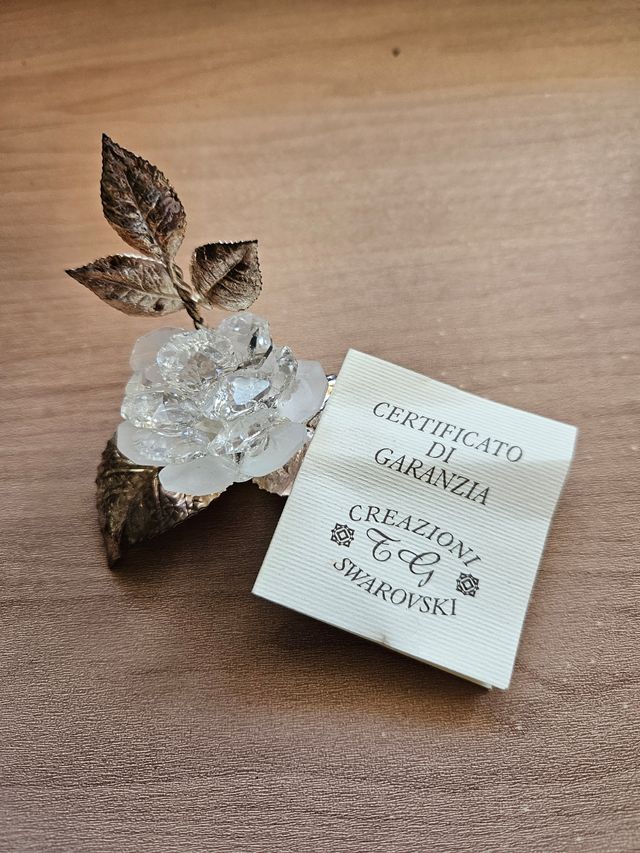 CERTIFICATO
DI
GARANZIA
CREAZIONI
TG
SWAROVSKI